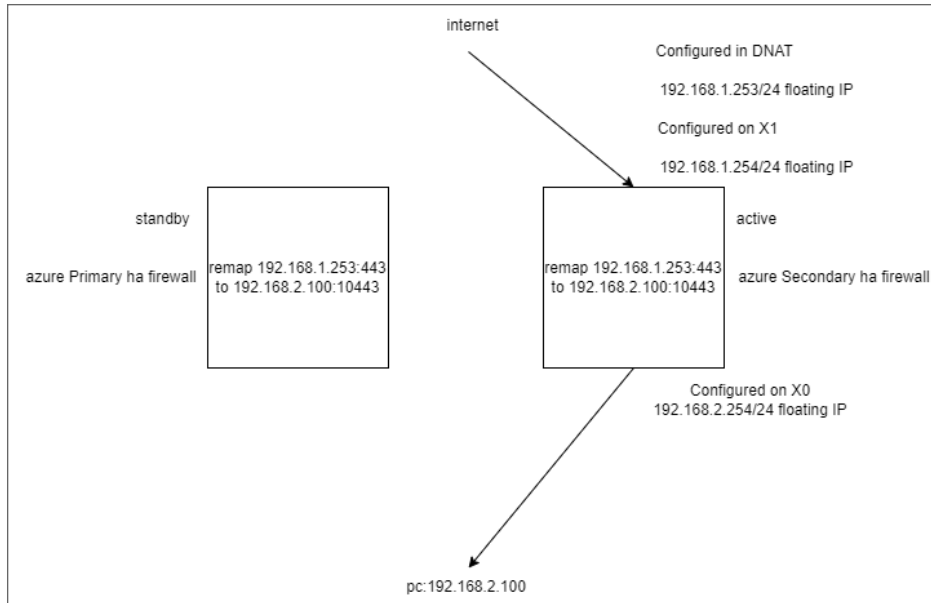 internet
Configured in DNAT
192.168.1.253/24 floating IP
Configured on X1
192.168.1.254/24 floating IP
standby
active
azure Primary ha firewall
remap 192.168.1.253:443
to 192.168.2.100:10443
remap 192.168.1.253:443
to 192.168.2.100:10443
azure Secondary ha firewall
Configured on X0
192.168.2.254/24 floating IP
pc:192.168.2.100